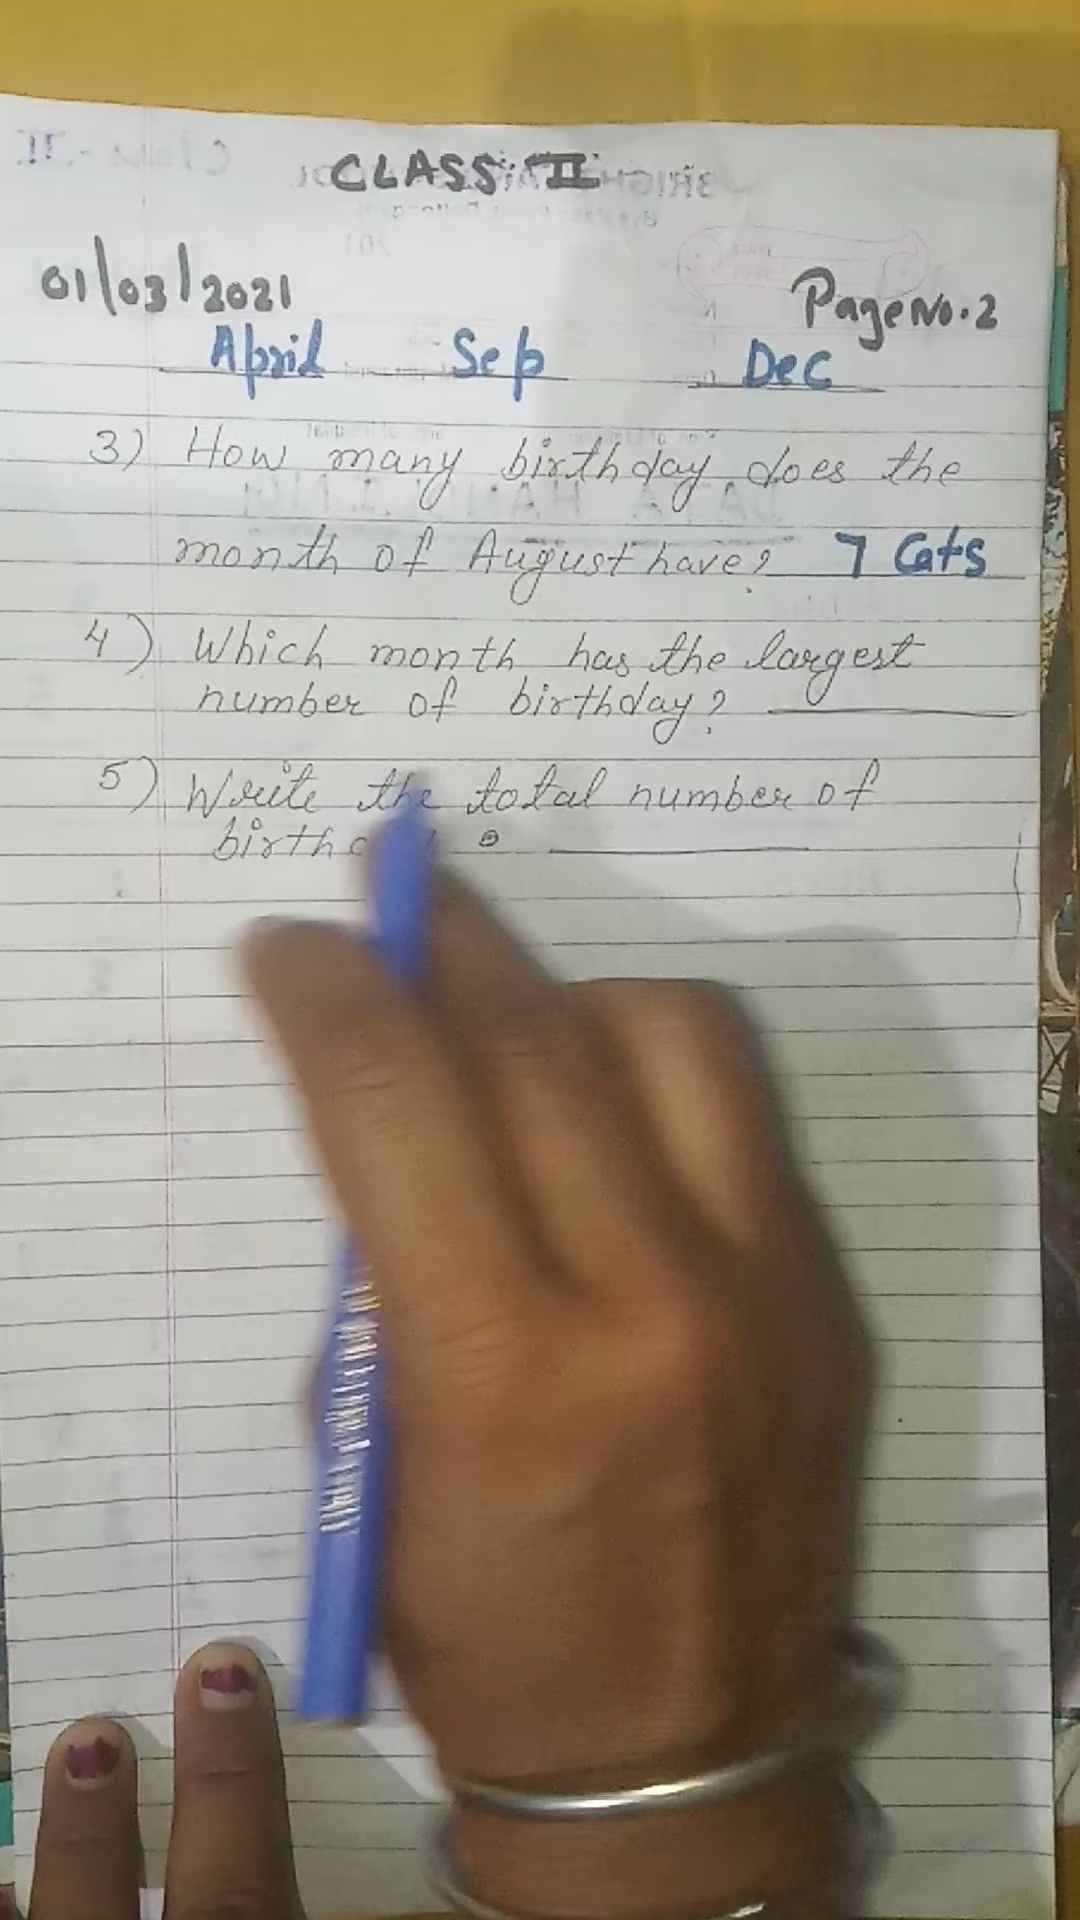 CLASS II
01/03/2021
Page No. 2
April Sep Dec
3) How many birthday does the
month of August have? 7 Cats
4) Which month has the largest
number of birthday?
5) Write the total number of